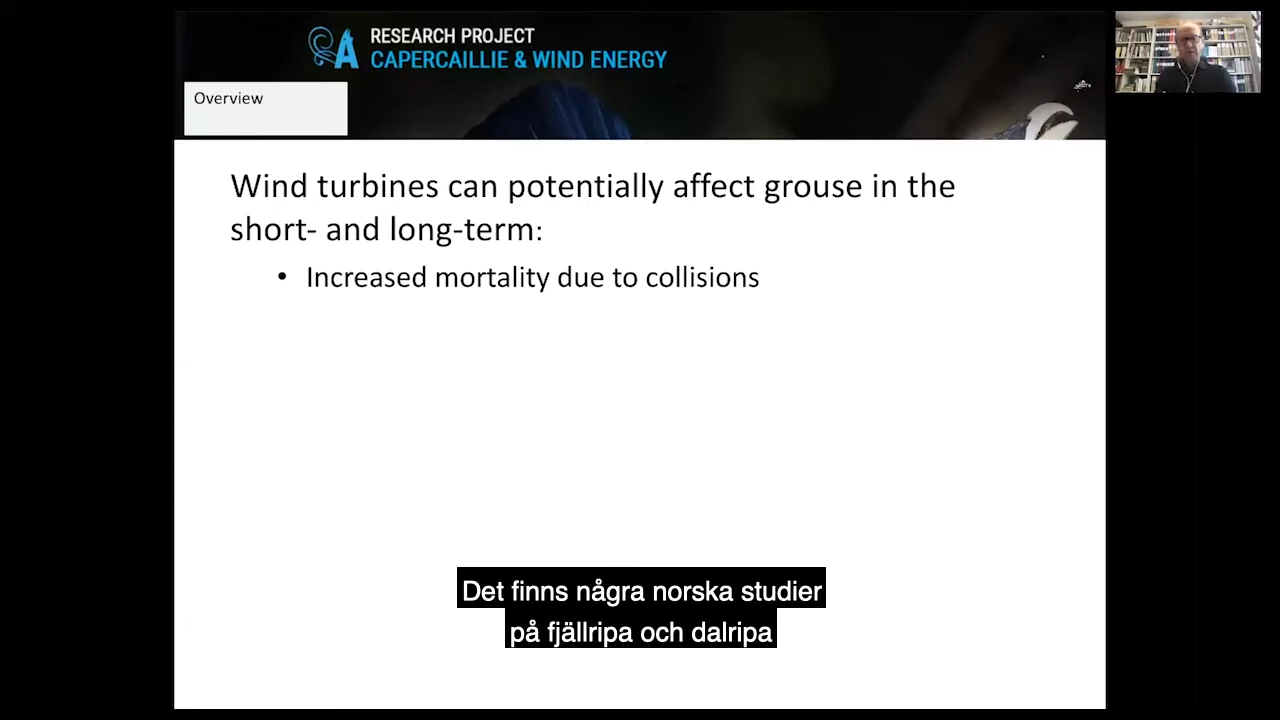 RESEARCH PROJECT
CAPERCAILLIE & WIND ENERGY
Overview
Wind turbines can potentially affect grouse in the
short- and long-term:
• Increased mortality due to collisions
Det finns några norska studier
på fjällripa och dalripa